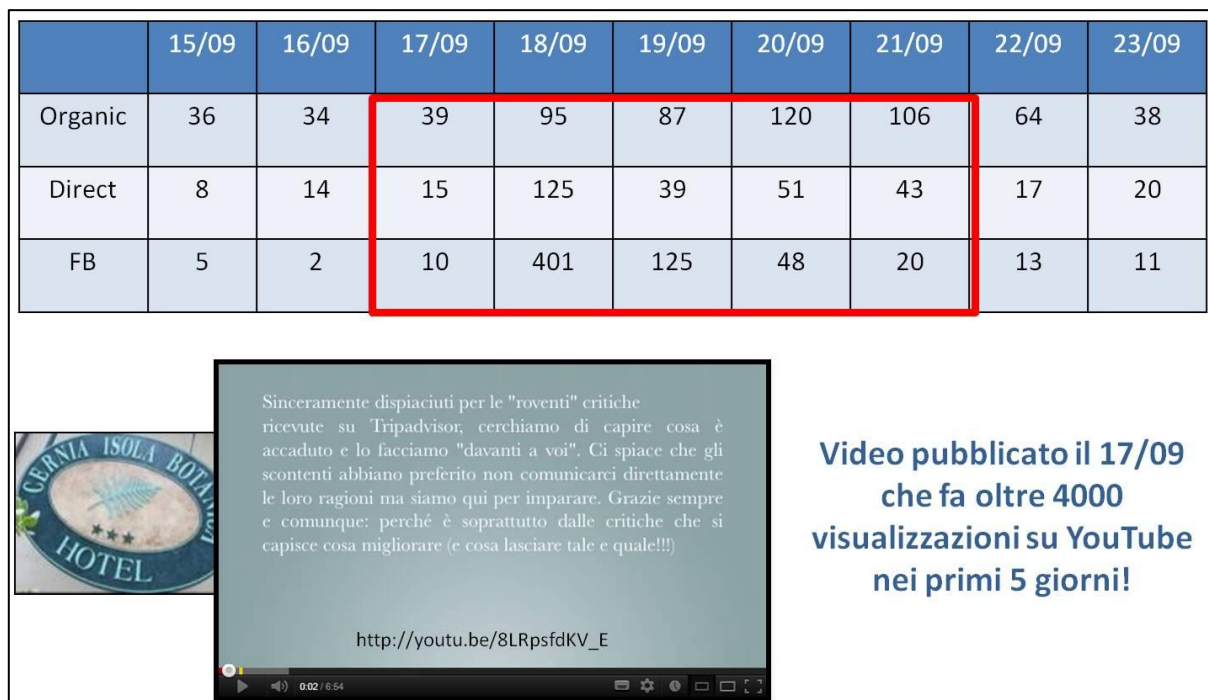 15/09 16/09 17/09 18/09 19/09 20/09 21/09 22/09 23/09
Organic 36 34 39 95 87 120 106 64 38
Direct 8 14 15 125 39 51 43 17 20
FB 5 2 10 401 125 48 20 13 11
CERNIA ISOLA BOTANICA
HOTEL
Sinceramente dispiaciuti per le "roventi" critiche
ricevute su Tripadvisor, cerchiamo di capire cosa è
accaduto e lo facciamo "davanti a voi". Ci spiace che gli
scontenti abbiano preferito non comunicarci direttamente
le loro ragioni ma siamo qui per imparare. Grazie sempre
e comunque: perché è soprattutto dalle critiche che si
capisce cosa migliorare (e cosa lasciare tale e quale!!!)
http://youtu.be/8LRpsfdKV_E
0:02 / 6:54
Video pubblicato il 17/09
che fa oltre 4000
visualizzazioni su YouTube
nei primi 5 giorni!